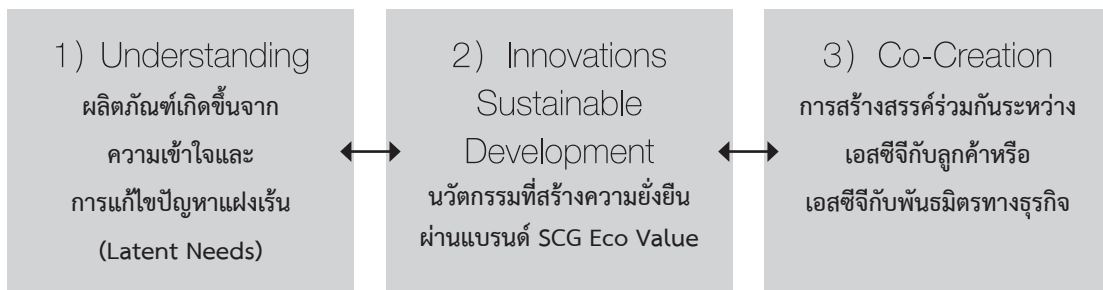 1) Understanding
ผลิตภัณฑ์เกิดขึ้นจาก
ความเข้าใจและ
การแก้ไขปัญหาแฝงเร้น
(Latent Needs)
2) Innovations
Sustainable
Development
นวัตกรรมที่สร้างความยั่งยืน
ผ่านแบรนด์ SCG Eco Value
3) Co-Creation
การสร้างสรรค์ร่วมกันระหว่าง
เอสซีจีกับลูกค้าหรือ
เอสซีจีกับพันธมิตรทางธุรกิจ